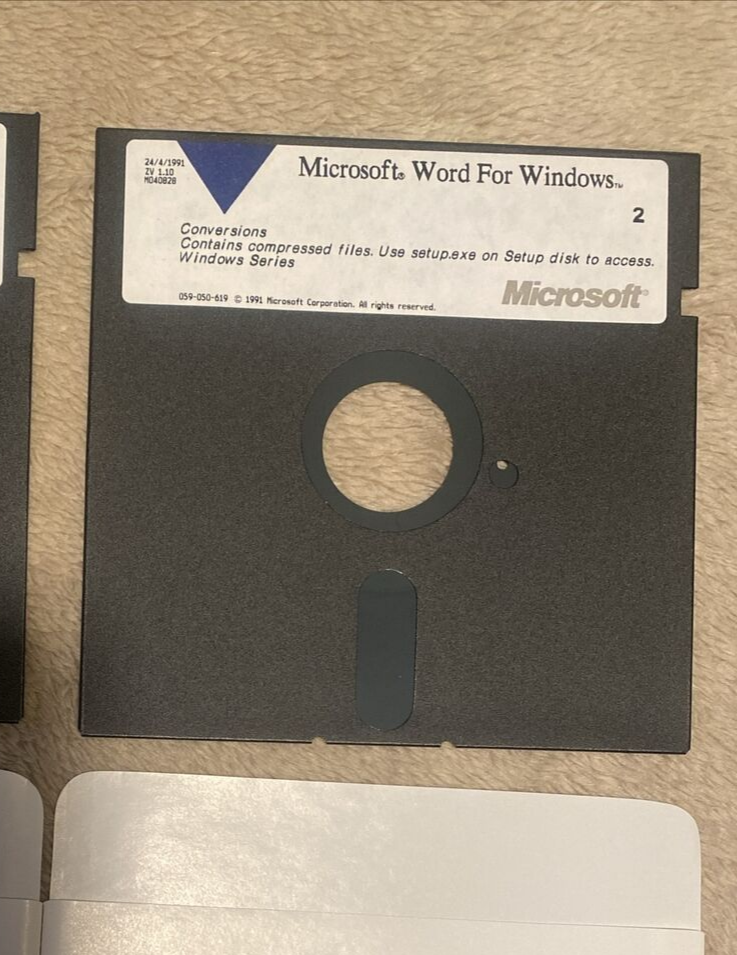 24/4/1991
ZV 1.10
M040828
Microsoft® Word For Windows™
2
Conversions
Contains compressed files. Use setup.exe on Setup disk to access.
Windows Series
059-050-619 © 1991 Microsoft Corporation. All rights reserved.
Microsoft®